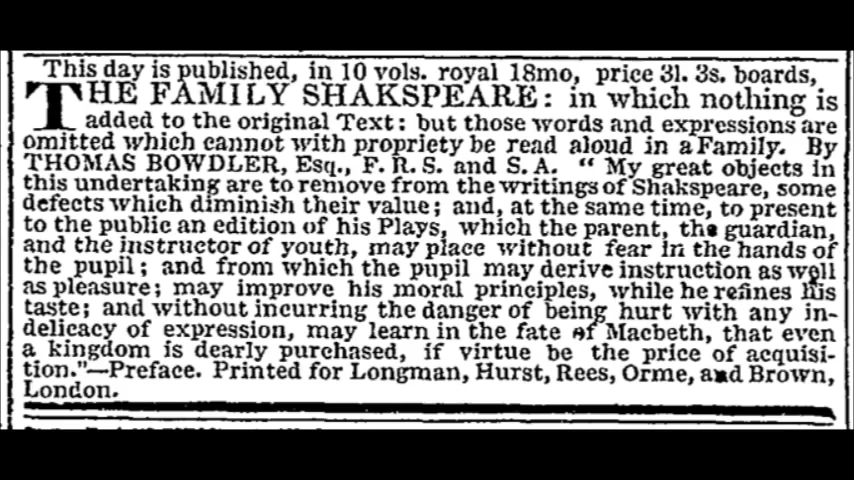 This day is published, in 10 vols. royal 18mo, price 3l. 3s. boards,
THE FAMILY SHAKSPEARE: in which nothing is
added to the original Text: but those words and expressions are
omitted which cannot with propriety be read aloud in a Family. By
THOMAS BOWDLER, Esq., F. R. S. and S. A. "My great objects in
this undertaking are to remove from the writings of Shakspeare, some
defects which diminish their value; and, at the same time, to present
to the public an edition of his Plays, which the parent, the guardian,
and the instructor of youth, may place without fear in the hands of
the pupil; and from which the pupil may derive instruction as well
as pleasure; may improve his moral principles, while he refines his
taste; and without incurring the danger of being hurt with any in-
delicacy of expression, may learn in the fate of Macbeth, that even
a kingdom is dearly purchased, if virtue be the price of acquisi-
tion."—Preface. Printed for Longman, Hurst, Rees, Orme, and Brown,
London.